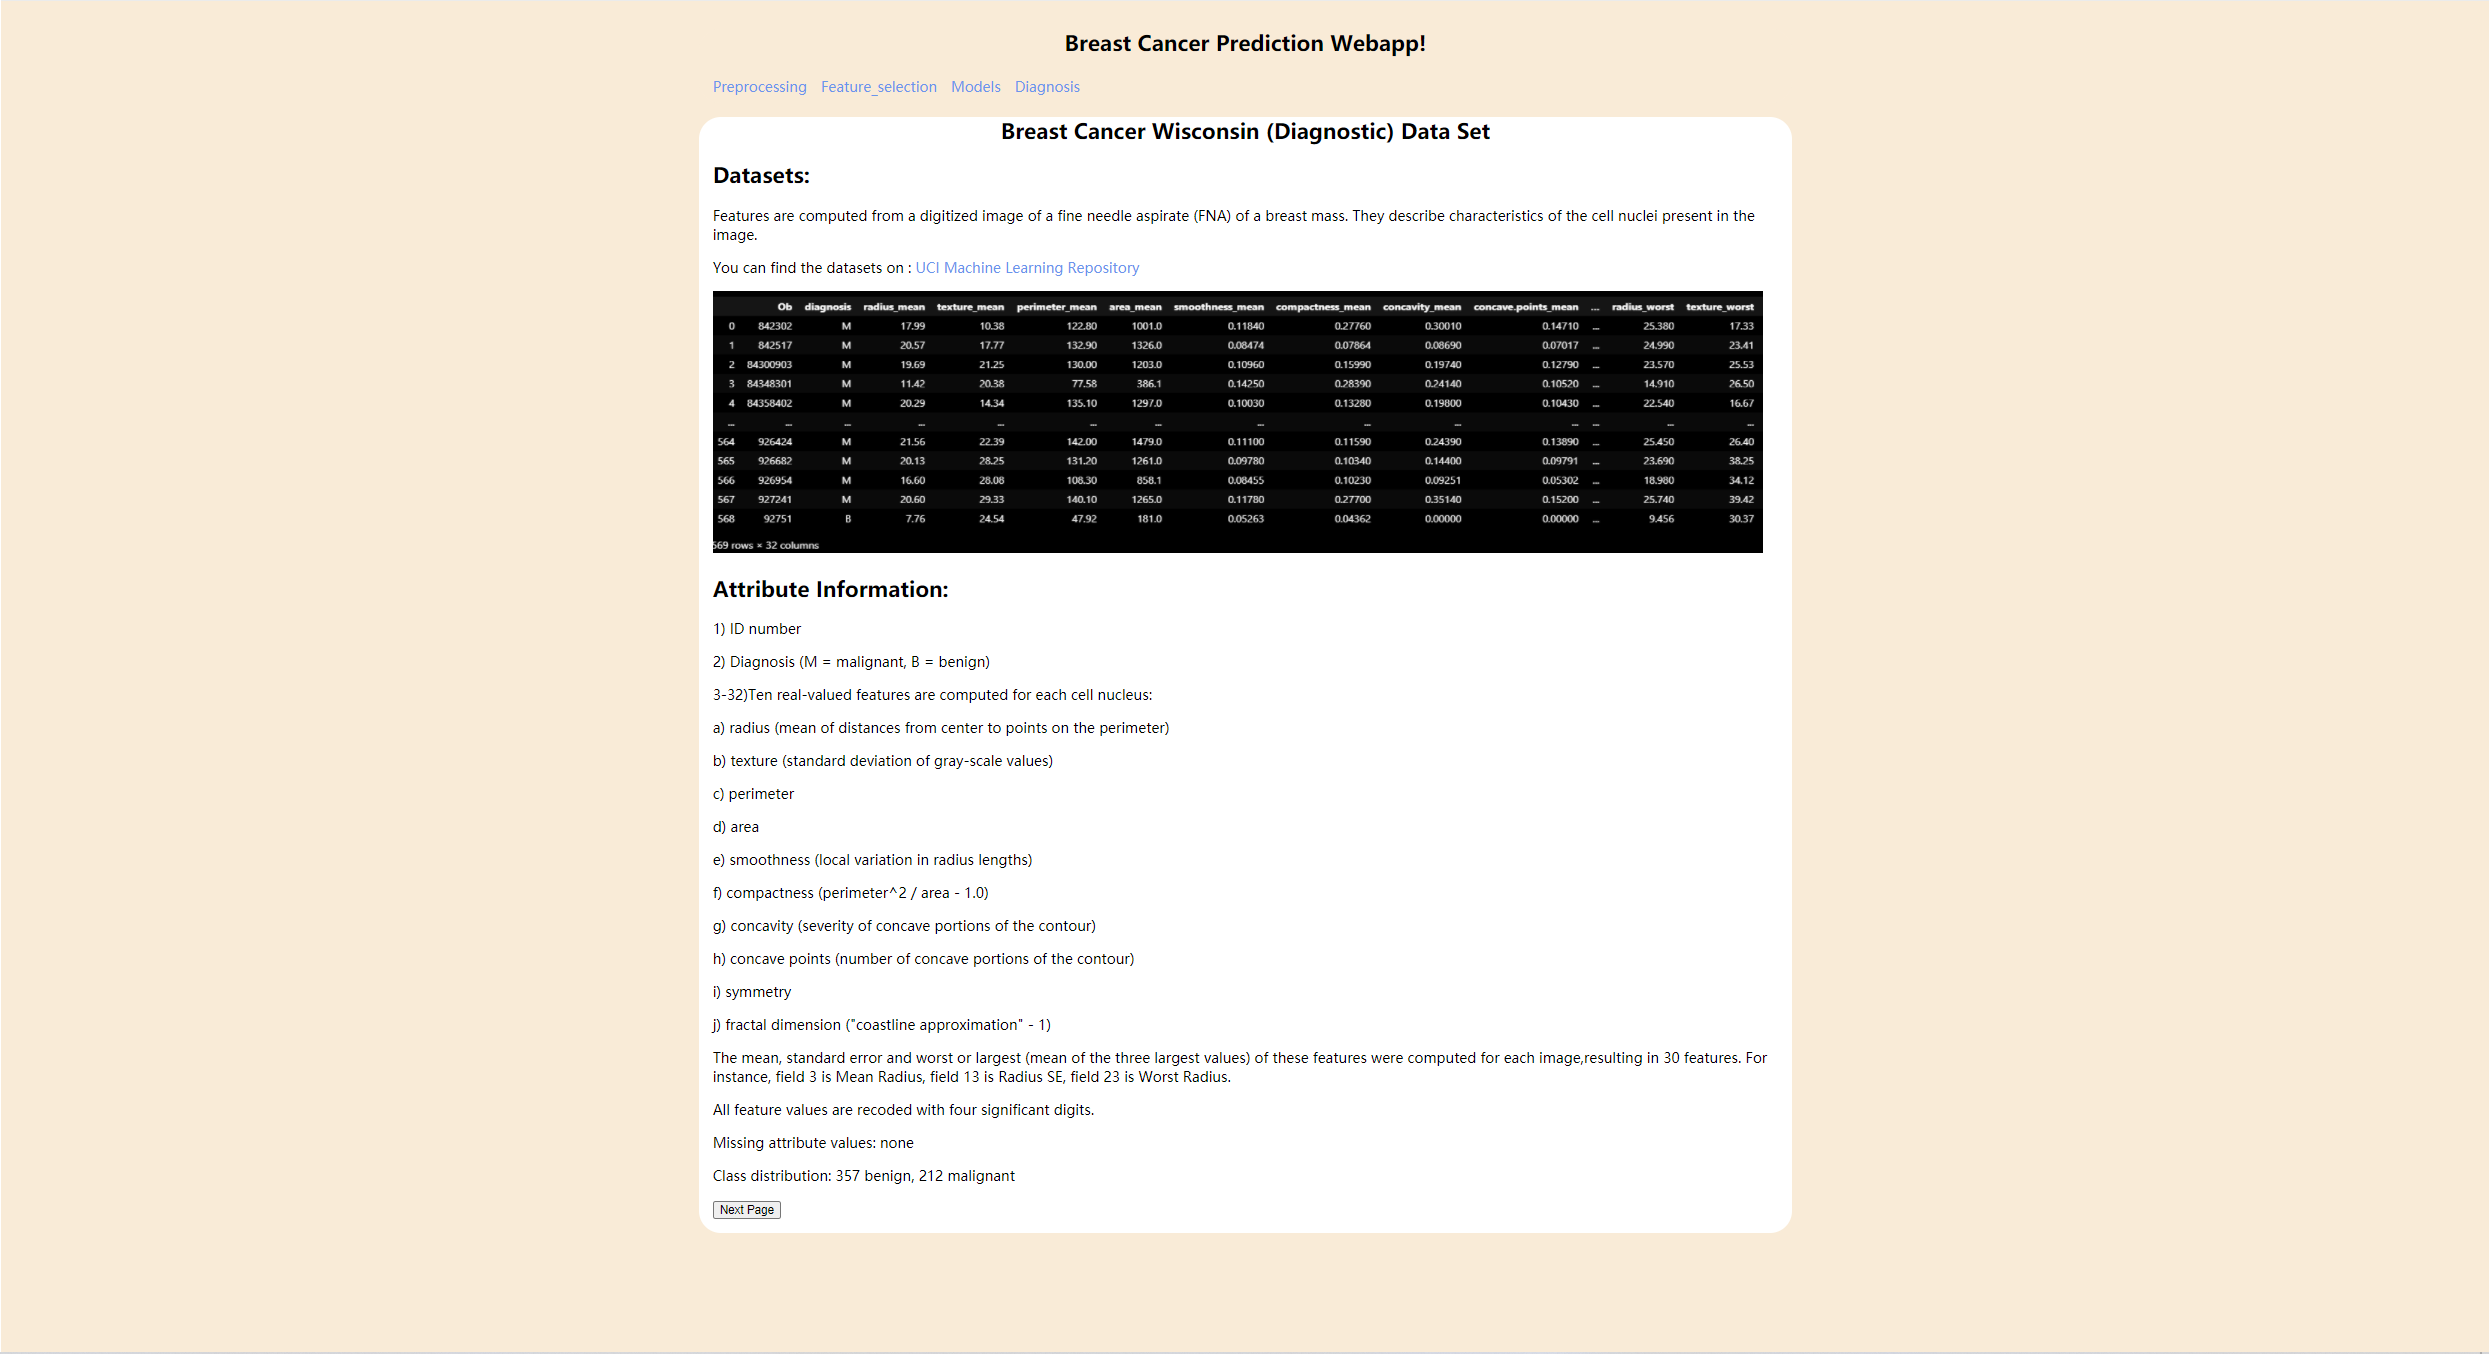 Breast Cancer Prediction Webapp!
Preprocessing Feature_selection Models Diagnosis
Breast Cancer Wisconsin (Diagnostic) Data Set
Datasets:
Features are computed from a digitized image of a fine needle aspirate (FNA) of a breast mass. They describe characteristics of the cell nuclei present in the
image.
You can find the datasets on : UCI Machine Learning Repository
Ob diagnosis radius_mean texture_mean perimeter_mean area_mean smoothness_mean compactness_mean concavity_mean concave.points_mean ... radius_worst texture_worst
0 842302 M 17.99 10.38 122.80 1001.0 0.11840 0.27760 0.30010 0.14710 ... 25.380 17.33
1 842517 M 20.57 17.77 132.90 1326.0 0.08474 0.07864 0.08690 0.07017 ... 24.990 23.41
2 84300903 M 19.69 21.25 130.00 1203.0 0.10960 0.15990 0.19740 0.12790 ... 23.570 25.53
3 84348301 M 11.42 20.38 77.58 386.1 0.14250 0.28390 0.24140 0.10520 ... 14.910 26.50
4 84358402 M 20.29 14.34 135.10 1297.0 0.10030 0.13280 0.19800 0.10430 ... 22.540 16.67
... ... ... ... ... ... ... ... ... ... ... ... ... ...
564 926424 M 21.56 22.39 142.00 1479.0 0.11100 0.11590 0.24390 0.13890 ... 25.450 26.40
565 926682 M 20.13 28.25 131.20 1261.0 0.09780 0.10340 0.14400 0.09791 ... 23.690 38.25
566 926954 M 16.60 28.08 108.30 858.1 0.08455 0.10230 0.09251 0.05302 ... 18.980 34.12
567 927241 M 20.60 29.33 140.10 1265.0 0.11780 0.27700 0.35140 0.15200 ... 25.740 39.42
568 92751 B 7.76 24.54 47.92 181.0 0.05263 0.04362 0.00000 0.00000 ... 9.456 30.37
569 rows × 32 columns
Attribute Information:
1) ID number
2) Diagnosis (M = malignant, B = benign)
3-32)Ten real-valued features are computed for each cell nucleus:
a) radius (mean of distances from center to points on the perimeter)
b) texture (standard deviation of gray-scale values)
c) perimeter
d) area
e) smoothness (local variation in radius lengths)
f) compactness (perimeter^2 / area - 1.0)
g) concavity (severity of concave portions of the contour)
h) concave points (number of concave portions of the contour)
i) symmetry
j) fractal dimension ("coastline approximation" - 1)
The mean, standard error and worst or largest (mean of the three largest values) of these features were computed for each image,resulting in 30 features. For
instance, field 3 is Mean Radius, field 13 is Radius SE, field 23 is Worst Radius.
All feature values are recoded with four significant digits.
Missing attribute values: none
Class distribution: 357 benign, 212 malignant
Next Page